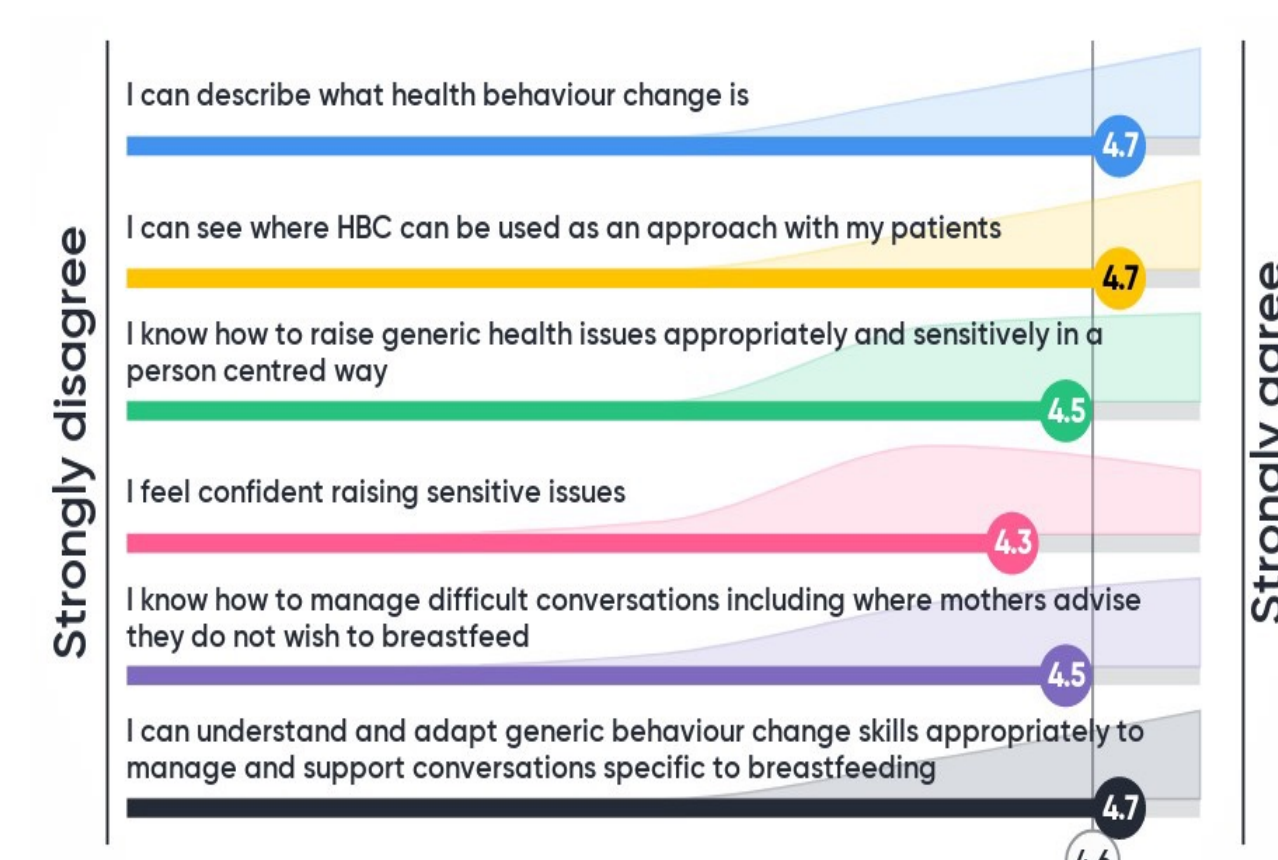 Strongly disagree
I can describe what health behaviour change is
4.7
I can see where HBC can be used as an approach with my patients
4.7
I know how to raise generic health issues appropriately and sensitively in a
person centred way
4.5
I feel confident raising sensitive issues
4.3
I know how to manage difficult conversations including where mothers advise
they do not wish to breastfeed
4.5
I can understand and adapt generic behaviour change skills appropriately to
manage and support conversations specific to breastfeeding
4.7
4.6
Strongly agree